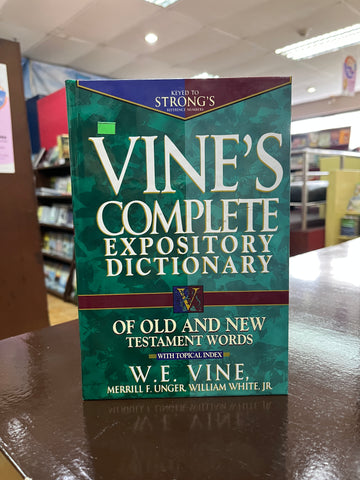 KEYED TO
STRONG'S
REFERENCE NUMBERS
VINE'S
COMPLETE
EXPOSITORY
DICTIONARY
V
OF OLD AND NEW
TESTAMENT WORDS
WITH TOPICAL INDEX
W. E. VINE,
MERRILL F. UNGER, WILLIAM WHITE, JR.